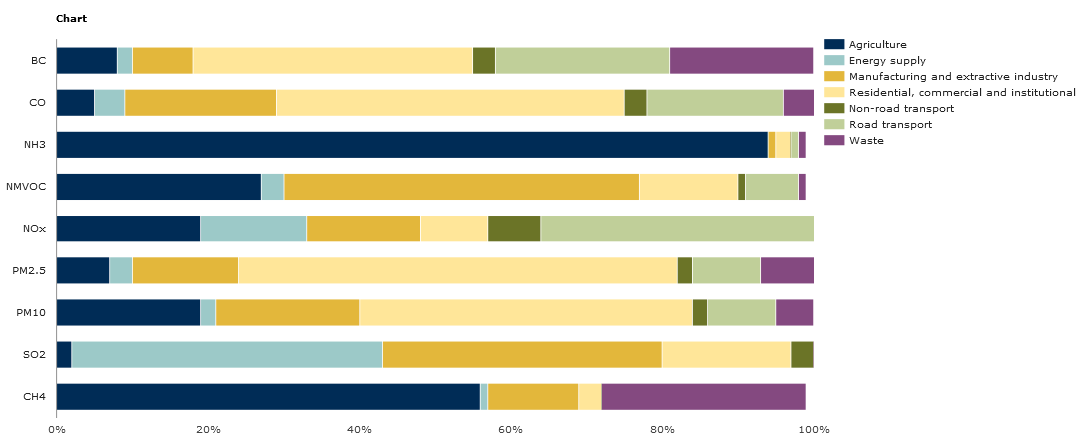 Chart
BC
CO
NH3
NMVOC
NOx
PM2.5
PM10
SO2
CH4
0%
20%
40%
60%
80%
100%
Agriculture
Energy supply
Manufacturing and extractive industry
Residential, commercial and institutional
Non-road transport
Road transport
Waste